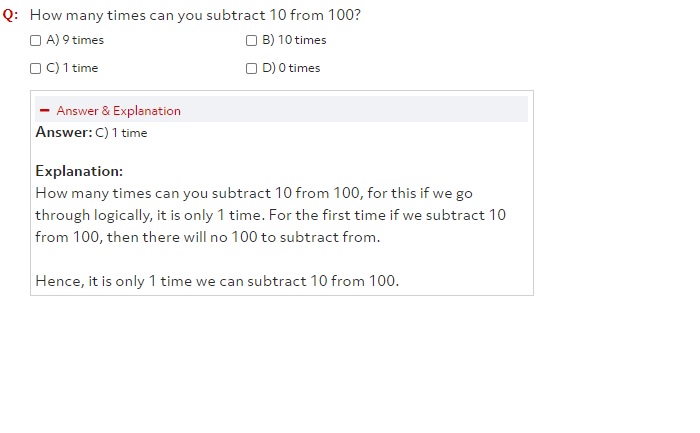 Q: How many times can you subtract 10 from 100?
A) 9 times B) 10 times
C) 1 time D) 0 times
Answer & Explanation
Answer: C) 1 time
Explanation:
How many times can you subtract 10 from 100, for this if we go
through logically, it is only 1 time. For the first time if we subtract 10
from 100, then there will no 100 to subtract from.
Hence, it is only 1 time we can subtract 10 from 100.